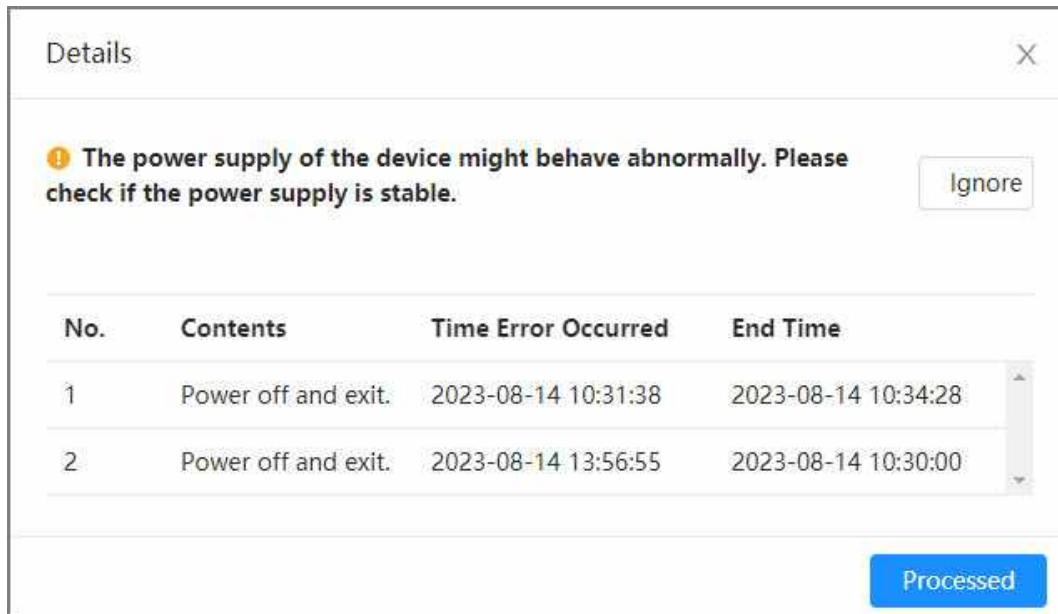 Details
X
The power supply of the device might behave abnormally. Please
check if the power supply is stable.
Ignore
No. Contents Time Error Occurred End Time
1 Power off and exit. 2023-08-14 10:31:38 2023-08-14 10:34:28
2 Power off and exit. 2023-08-14 13:56:55 2023-08-14 10:30:00
Processed